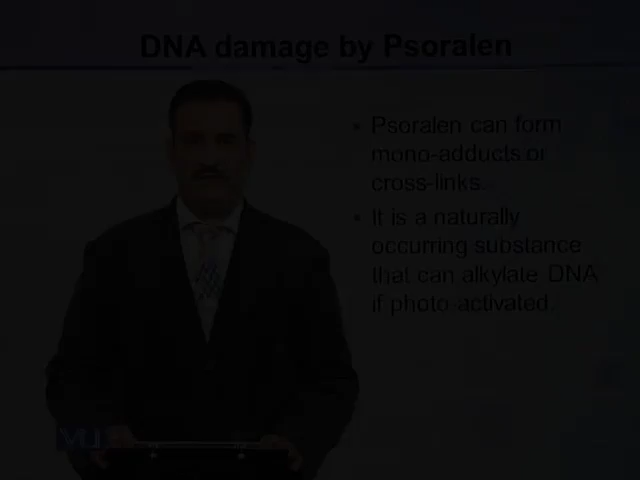 DNA damage by Psoralen
• Psoralen can form
mono-adducts or
cross-links.
• It is a naturally
occurring substance
that can alkylate DNA
if photo-activated.
VU